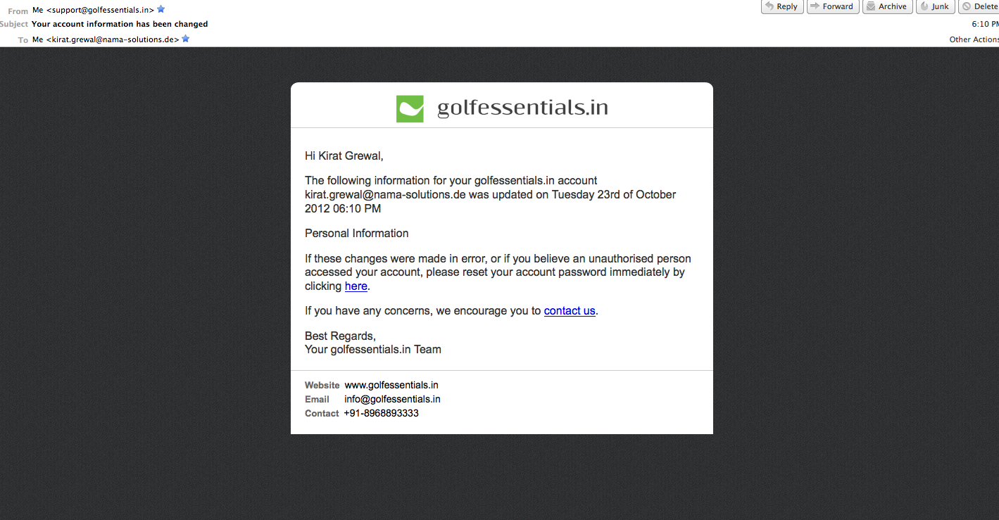 From Me <support@golfessentials.in>
Reply Forward Archive Junk Delete
Subject Your account information has been changed
6:10 PM
To Me <kirat.grewal@nama-solutions.de>
Other Actions
golfessentials.in
Hi Kirat Grewal,
The following information for your golfessentials.in account
kirat.grewal@nama-solutions.de was updated on Tuesday 23rd of October
2012 06:10 PM
Personal Information
If these changes were made in error, or if you believe an unauthorised person
accessed your account, please reset your account password immediately by
clicking here.
If you have any concerns, we encourage you to contact us.
Best Regards,
Your golfessentials.in Team
Website www.golfessentials.in
Email info@golfessentials.in
Contact +91-8968893333